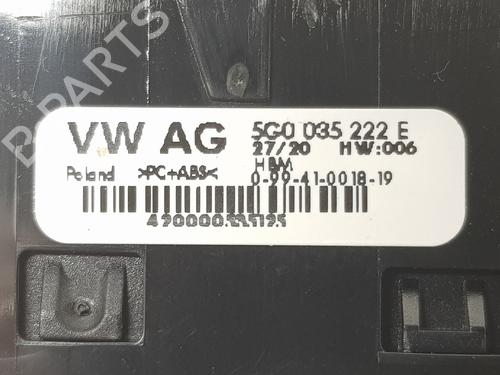 B-PARTS
VW AG 5G0 035 222 E
27/20 HW:006
HBM
Poland >PC+ABS< 0-99-41-0018-19